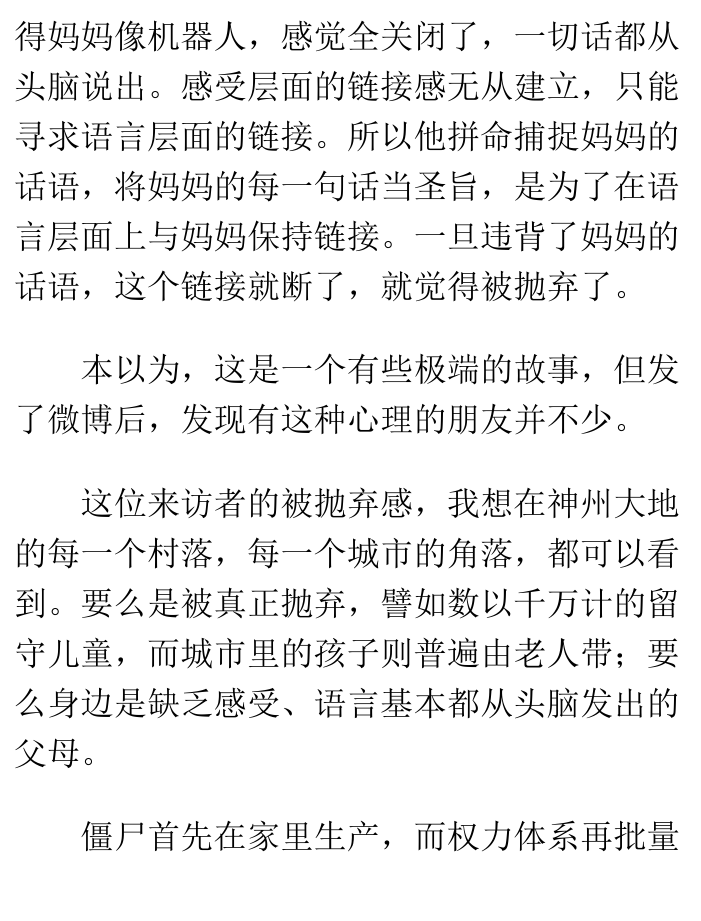 得妈妈像机器人，感觉全关闭了，一切话都从
头脑说出。感受层面的链接感无从建立，只能
寻求语言层面的链接。所以他拼命捕捉妈妈的
话语，将妈妈的每一句话当圣旨，是为了在语
言层面上与妈妈保持链接。一旦违背了妈妈的
话语，这个链接就断了，就觉得被抛弃了。
本以为，这是一个有些极端的故事，但发
了微博后，发现有这种心理的朋友并不少。
这位来访者的被抛弃感，我想在神州大地
的每一个村落，每一个城市的角落，都可以看
到。要么是被真正抛弃，譬如数以千万计的留
守儿童，而城市里的孩子则普遍由老人带；要
么身边是缺乏感受、语言基本都从头脑发出的
父母。
僵尸首先在家里生产，而权力体系再批量